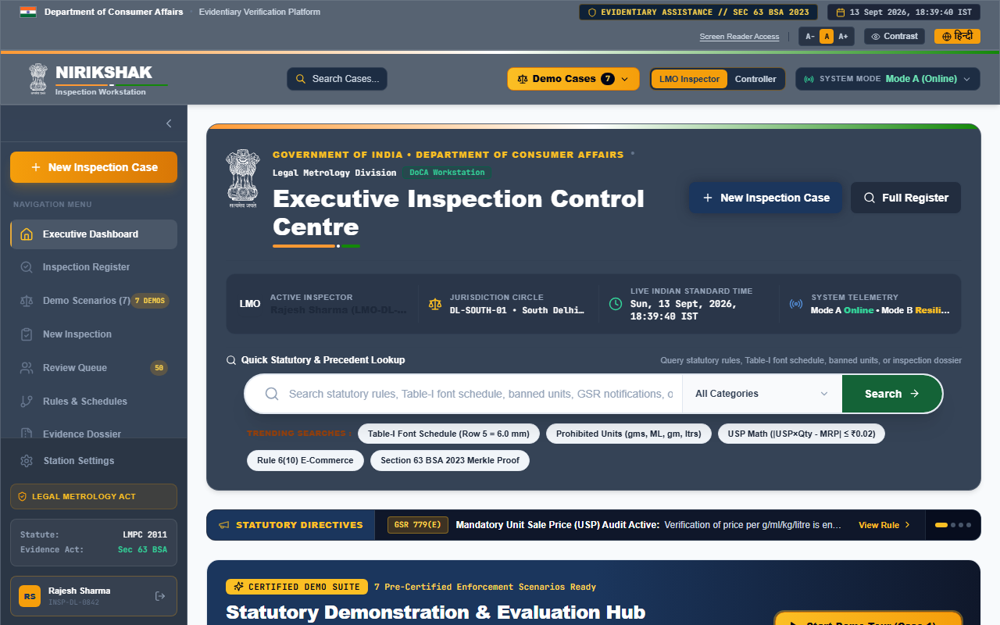 Department of Consumer Affairs · Evidentiary Verification Platform
EVIDENTIARY ASSISTANCE // SEC 63 BSA 2023
13 Sept 2026, 18:39:40 IST
Screen Reader Access
A- A A+
Contrast
हिन्दी
NIRIKSHAK
Inspection Workstation
Search Cases...
Demo Cases 7
LMO Inspector Controller
SYSTEM MODE Mode A (Online)
New Inspection Case
NAVIGATION MENU
Executive Dashboard
Inspection Register
Demo Scenarios (7) 7 DEMOS
New Inspection
Review Queue 50
Rules & Schedules
Evidence Dossier
Station Settings
LEGAL METROLOGY ACT
Statute: LMPC 2011
Evidence Act: Sec 63 BSA
RS
Rajesh Sharma
INSP-DL-0842
GOVERNMENT OF INDIA • DEPARTMENT OF CONSUMER AFFAIRS
Legal Metrology Division DoCA Workstation
सत्यमेव जयते
Executive Inspection Control
Centre
New Inspection Case
Full Register
LMO
ACTIVE INSPECTOR
Rajesh Sharma (LMO-DL-...
JURISDICTION CIRCLE
DL-SOUTH-01 • South Delhi…
LIVE INDIAN STANDARD TIME
Sun, 13 Sept, 2026,
18:39:40 IST
SYSTEM TELEMETRY
Mode A Online • Mode B Resili...
Quick Statutory & Precedent Lookup
Query statutory rules, Table-I font schedule, banned units, or inspection dossier
Search statutory rules, Table-I font schedule, banned units, GSR notifications, o
All Categories
Search
TRENDING SEARCHES :
Table-I Font Schedule (Row 5 = 6.0 mm)
Prohibited Units (gms, ML, gm, ltrs)
USP Math (|USP×Qty - MRP| ≤ ₹0.02)
Rule 6(10) E-Commerce
Section 63 BSA 2023 Merkle Proof
STATUTORY DIRECTIVES
GSR 779(E)
Mandatory Unit Sale Price (USP) Audit Active: Verification of price per g/ml/kg/litre is en...
View Rule
CERTIFIED DEMO SUITE
7 Pre-Certified Enforcement Scenarios Ready
Statutory Demonstration & Evaluation Hub
Start Demo Tour (Case 1)